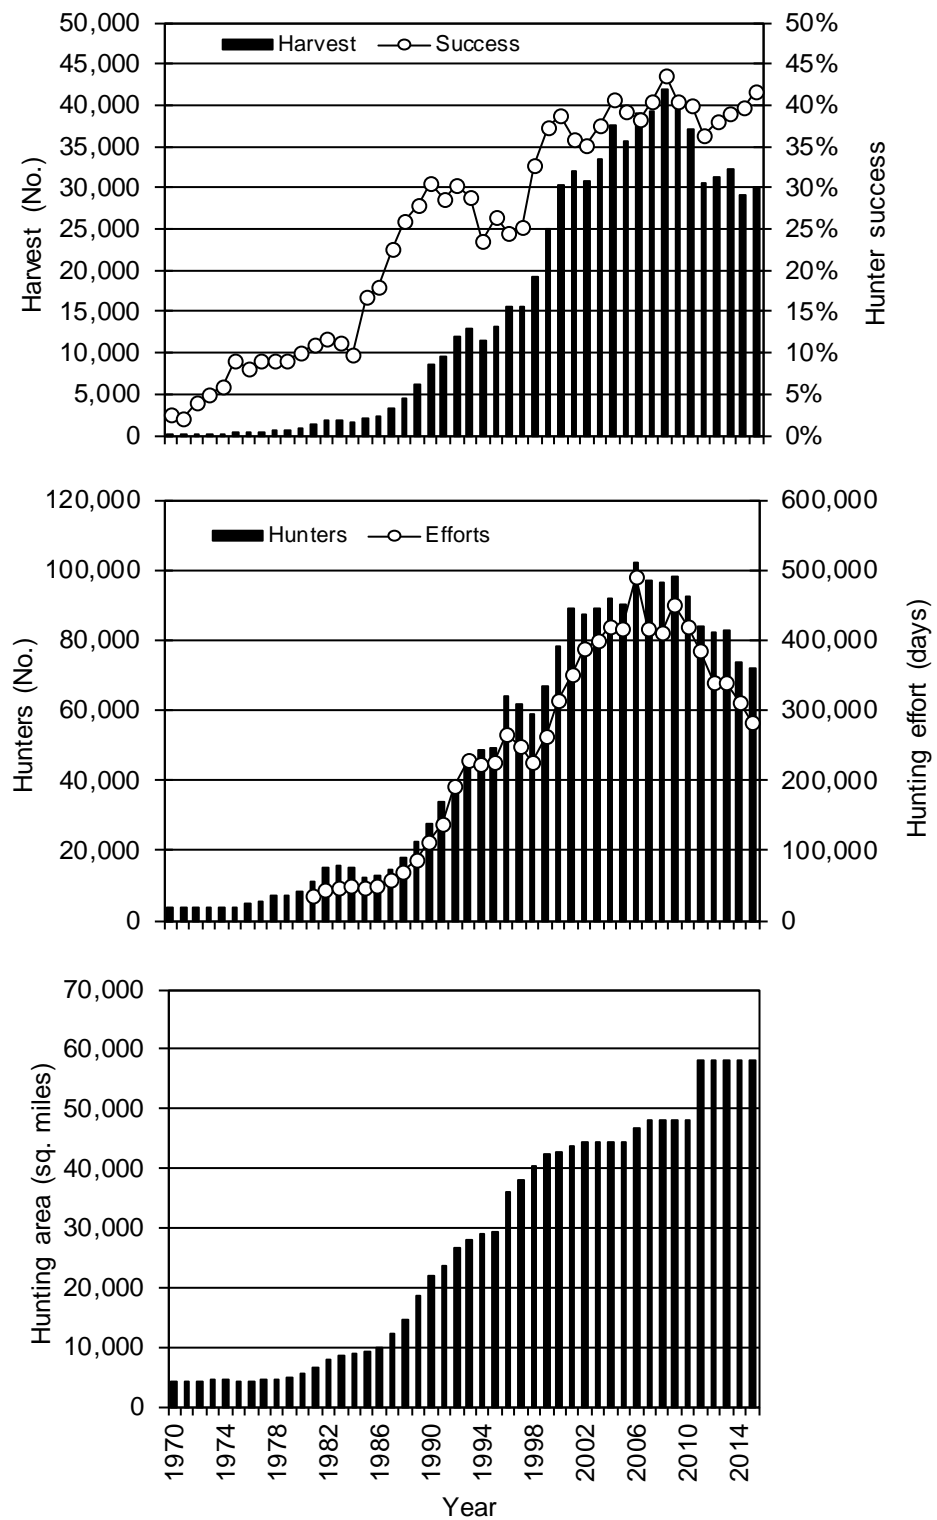 50,000 50%
Harvest Success
45,000 45%
40,000 40%
35,000 35%
30,000 30%
25,000 25%
20,000 20%
15,000 15%
10,000 10%
5,000 5%
0 0%
Harvest (No.)
Hunter success
120,000 600,000
Hunters Efforts
100,000 500,000
80,000 400,000
60,000 300,000
40,000 200,000
20,000 100,000
0 0
Hunters (No.)
Hunting effort (days)
70,000
60,000
50,000
40,000
30,000
20,000
10,000
0
Hunting area (sq. miles)
1970 1974 1978 1982 1986 1990 1994 1998 2002 2006 2010 2014
Year